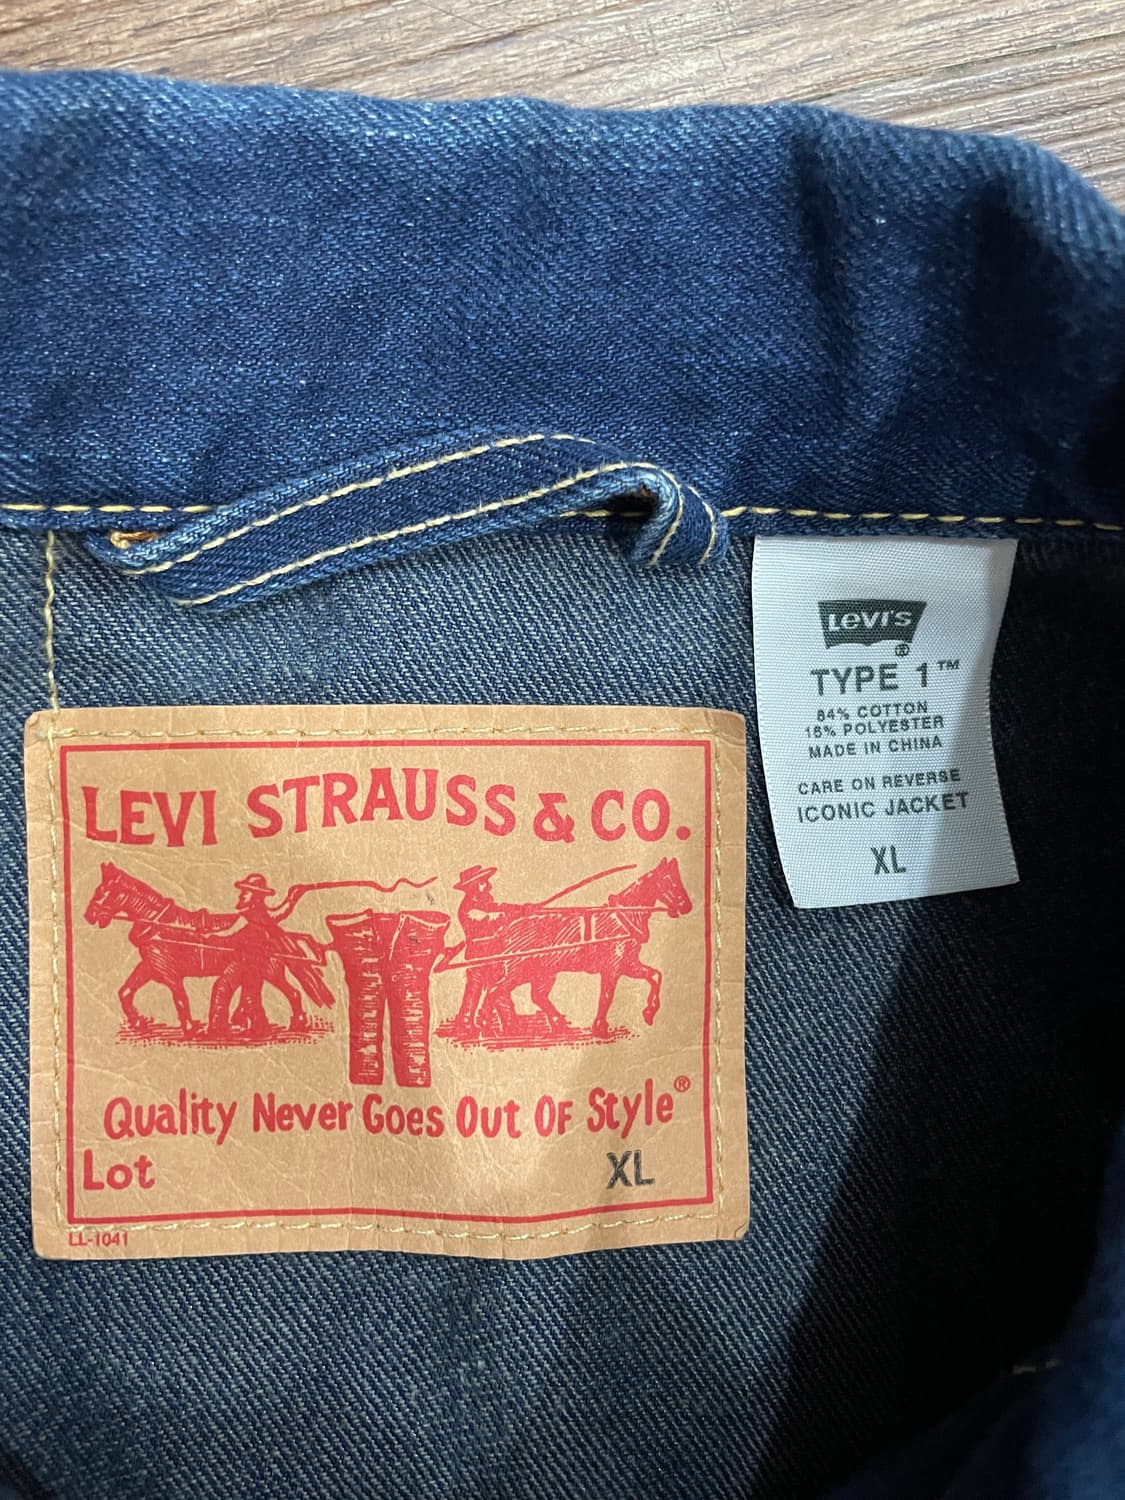 LEVI STRAUSS & CO.
Quality Never Goes Out OF Style®
Lot XL
LL-1041
Levi's®
TYPE 1™
84% COTTON
16% POLYESTER
MADE IN CHINA
CARE ON REVERSE
ICONIC JACKET
XL